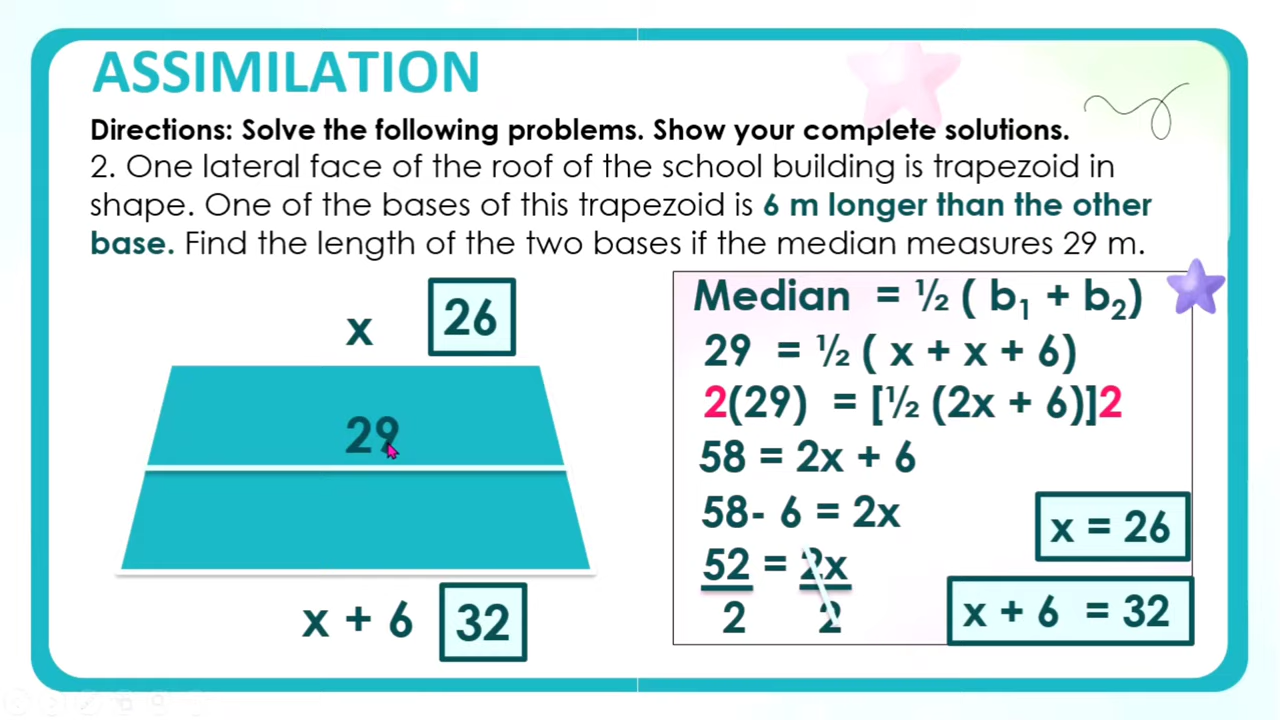 ASSIMILATION
Directions: Solve the following problems. Show your complete solutions.
2. One lateral face of the roof of the school building is trapezoid in
shape. One of the bases of this trapezoid is 6 m longer than the other
base. Find the length of the two bases if the median measures 29 m.
x 26
29
x + 6 32
Median = ½ ( b₁ + b₂)
29 = ½ ( x + x + 6)
2(29) = [½ (2x + 6)]2
58 = 2x + 6
58- 6 = 2x
52 = 2x
2 2
x = 26
x + 6 = 32